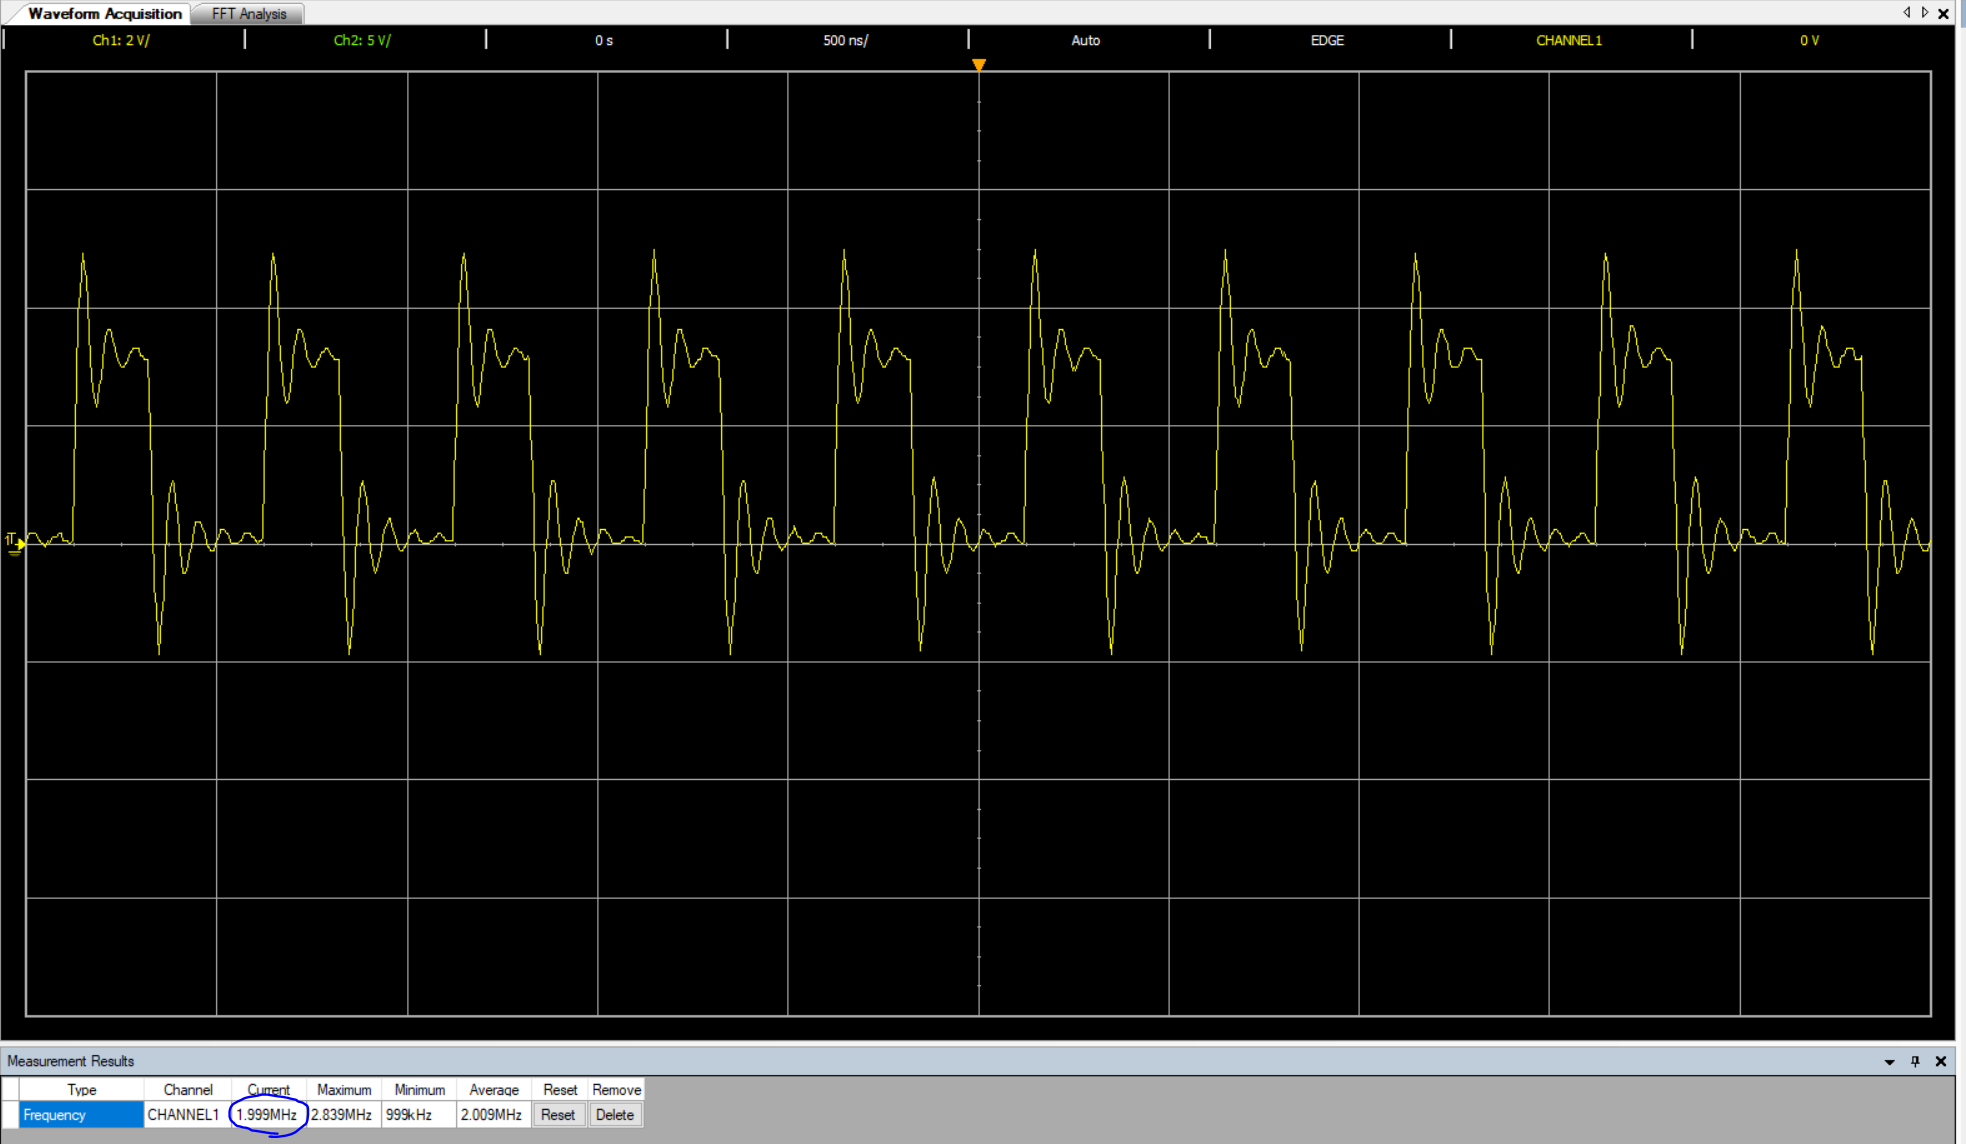 Waveform Acquisition FFT Analysis
Ch1: 2 V/ Ch2: 5 V/ 0 s 500 ns/ Auto EDGE CHANNEL1 0 V
Measurement Results
Type Channel Current Maximum Minimum Average Reset Remove
Frequency CHANNEL1 1.999MHz 2.839MHz 999kHz 2.009MHz Reset Delete